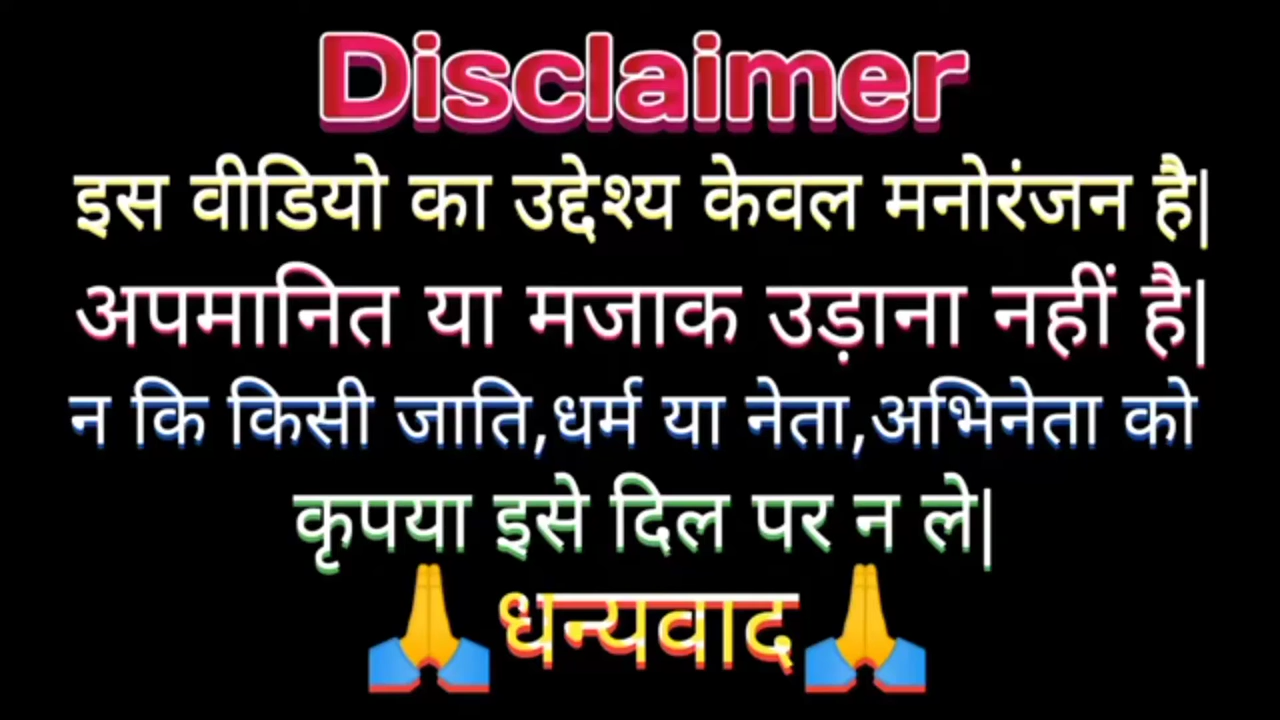 Disclaimer
इस वीडियो का उद्देश्य केवल मनोरंजन है|
अपमानित या मजाक उड़ाना नहीं है|
न कि किसी जाति,धर्म या नेता,अभिनेता को
कृपया इसे दिल पर न ले|
🙏धन्यवाद🙏